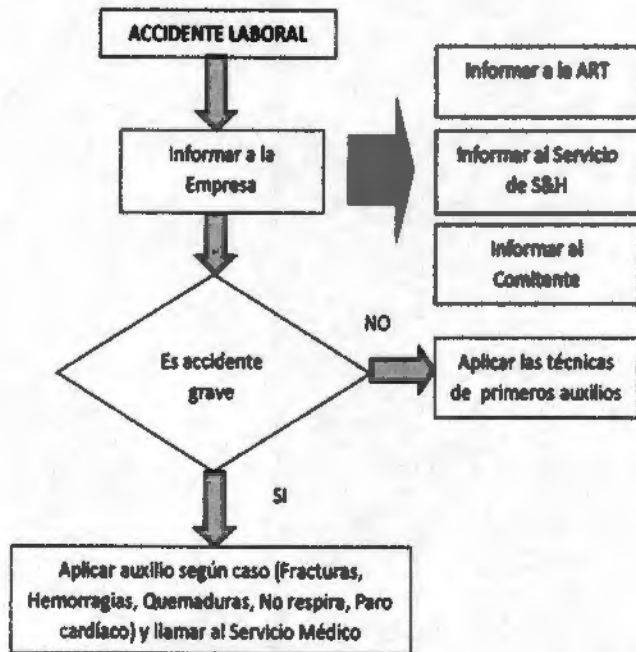 ACCIDENTE LABORAL
Informar a la
Empresa
Informar a la ART
Informar al Servicio
de S&H
Informar al
Comitente
Es accidente
grave
NO
Aplicar las técnicas
de primeros auxilios
SI
Aplicar auxilio según caso (Fracturas,
Hemorragias, Quemaduras, No respira, Paro
cardíaco) y llamar al Servicio Médico